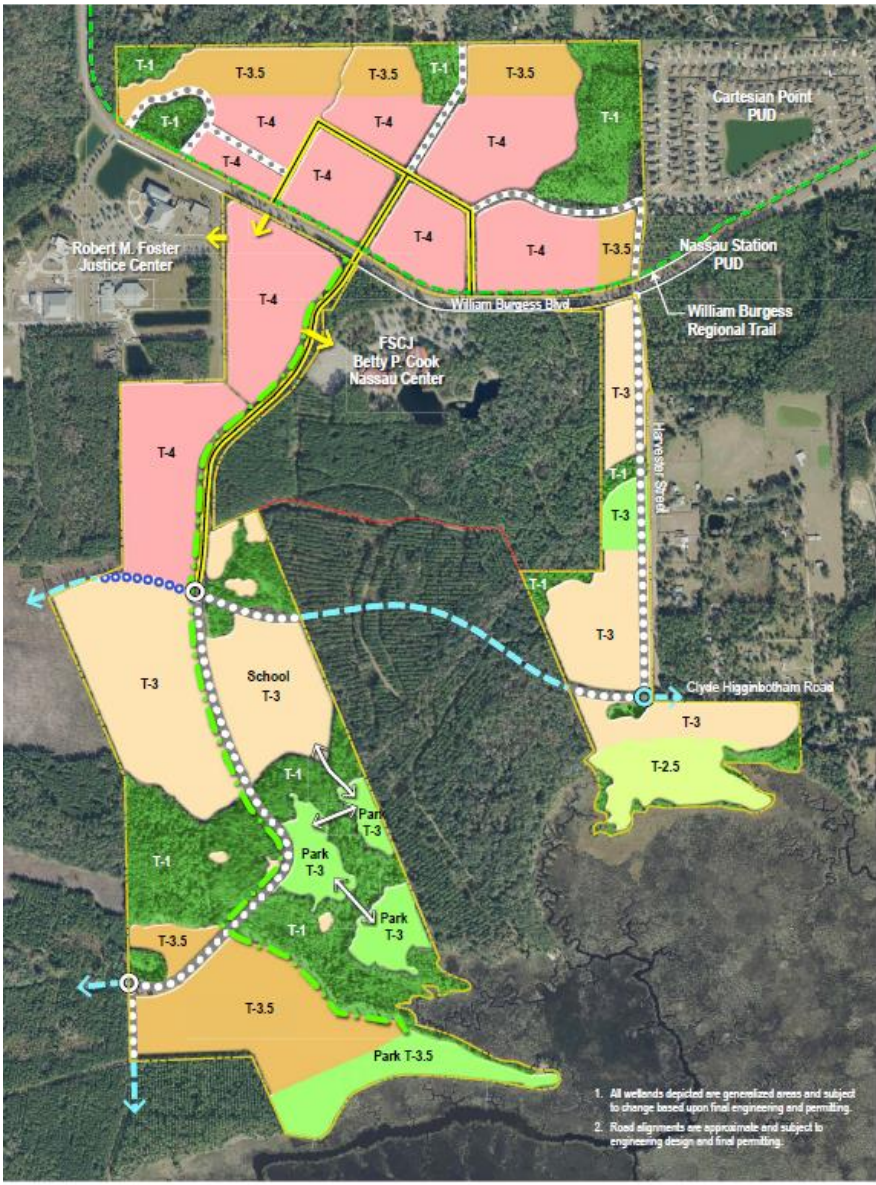 T-1
T-3.5
T-3.5
T-1
T-3.5
Cartesian Point
PUD
T-1
T-4
T-4
T-1
T-4
T-4
T-4
T-4
T-4
T-3.5
Nassau Station
PUD
Robert M. Foster
Justice Center
T-4
William Burgess Blvd.
William Burgess
Regional Trail
FSCJ
Betty P. Cook
Nassau Center
T-3
Harvester Street
T-4
T-1
T-3
T-1
T-3
School
T-3
T-3
Clyde Higginbotham Road
T-3
T-2.5
T-1
Park
T-3
Park
T-3
T-1
Park
T-3
T-1
T-3.5
T-3.5
Park T-3.5
1. All wetlands depicted are generalized areas and subject
to change based upon final engineering and permitting.
2. Road alignments are approximate and subject to
engineering design and final permitting.